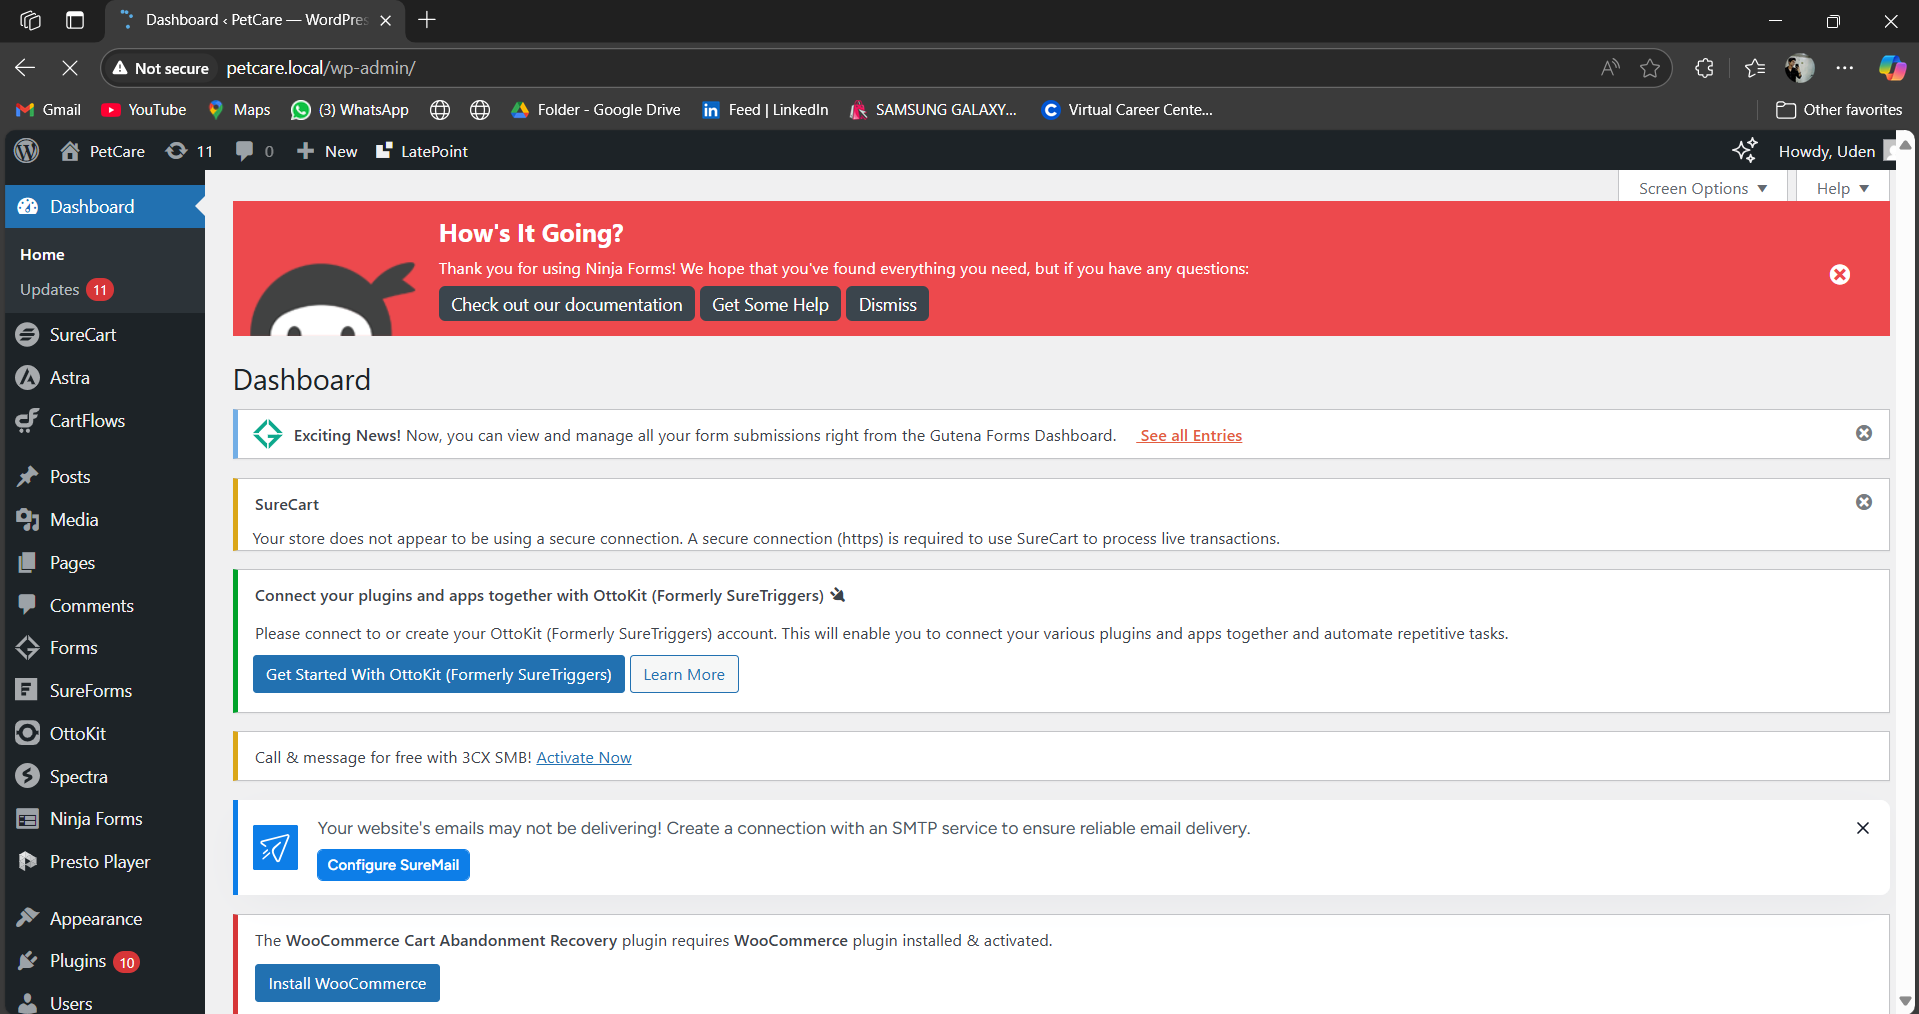 Dashboard ‹ PetCare — WordPres
Not secure petcare.local/wp-admin/
Gmail YouTube Maps (3) WhatsApp Folder - Google Drive Feed | LinkedIn SAMSUNG GALAXY... Virtual Career Cente... Other favorites
PetCare 11 0 New LatePoint Howdy, Uden
Screen Options Help
Dashboard
Home
Updates 11
SureCart
Astra
CartFlows
Posts
Media
Pages
Comments
Forms
SureForms
OttoKit
Spectra
Ninja Forms
Presto Player
Appearance
Plugins 10
Users
How's It Going?
Thank you for using Ninja Forms! We hope that you've found everything you need, but if you have any questions:
Check out our documentation Get Some Help Dismiss
Dashboard
Exciting News! Now, you can view and manage all your form submissions right from the Gutena Forms Dashboard. See all Entries
SureCart
Your store does not appear to be using a secure connection. A secure connection (https) is required to use SureCart to process live transactions.
Connect your plugins and apps together with OttoKit (Formerly SureTriggers)
Please connect to or create your OttoKit (Formerly SureTriggers) account. This will enable you to connect your various plugins and apps together and automate repetitive tasks.
Get Started With OttoKit (Formerly SureTriggers) Learn More
Call & message for free with 3CX SMB! Activate Now
Your website's emails may not be delivering! Create a connection with an SMTP service to ensure reliable email delivery.
Configure SureMail
The WooCommerce Cart Abandonment Recovery plugin requires WooCommerce plugin installed & activated.
Install WooCommerce